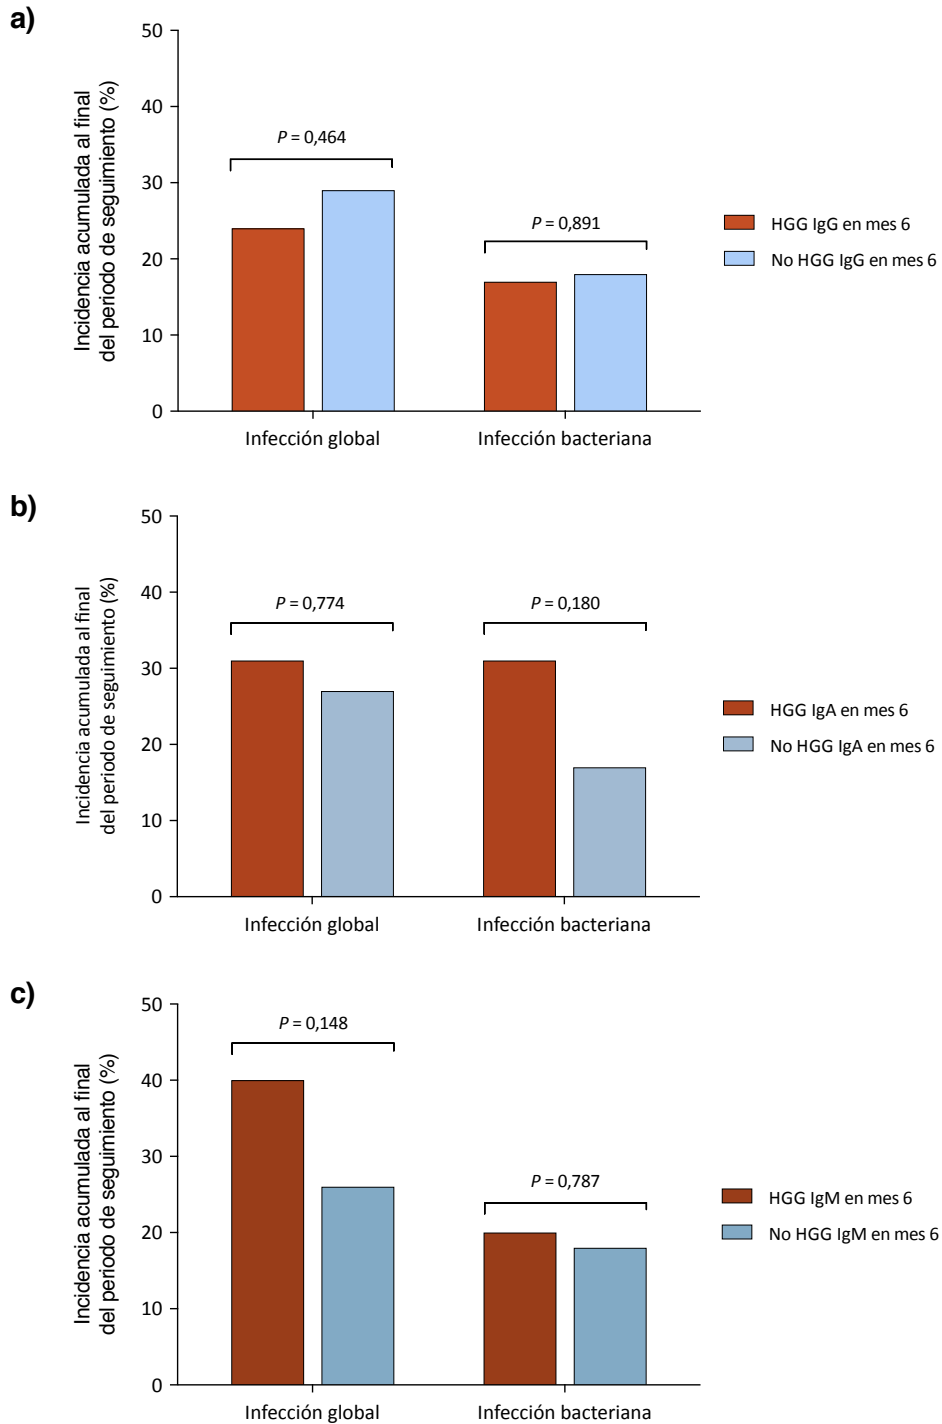 a)
Incidencia acumulada al final
del periodo de seguimiento (%)
50
40
30
20
10
0
P = 0,464
P = 0,891
Infección global
Infección bacteriana
HGG IgG en mes 6
No HGG IgG en mes 6
b)
Incidencia acumulada al final
del periodo de seguimiento (%)
50
40
30
20
10
0
P = 0,774
P = 0,180
Infección global
Infección bacteriana
HGG IgA en mes 6
No HGG IgA en mes 6
c)
Incidencia acumulada al final
del periodo de seguimiento (%)
50
40
30
20
10
0
P = 0,148
P = 0,787
Infección global
Infección bacteriana
HGG IgM en mes 6
No HGG IgM en mes 6